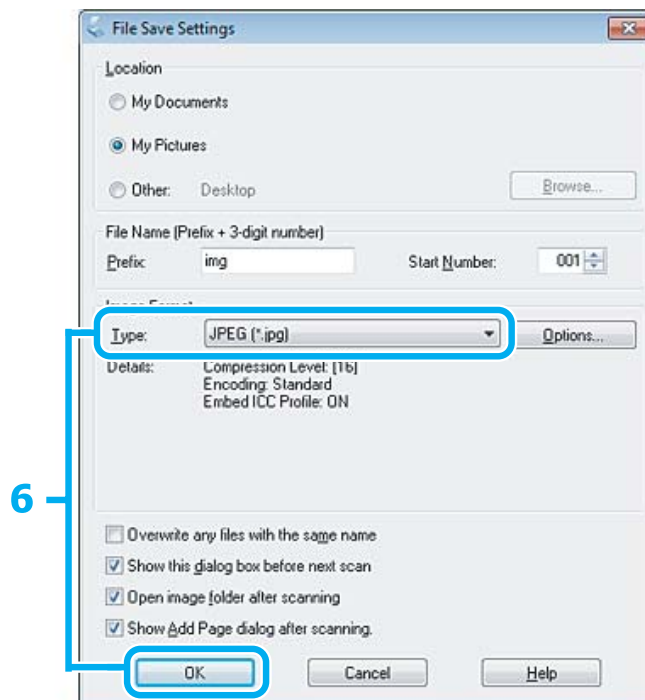 File Save Settings
Location
My Documents
My Pictures
Other: Desktop Browse...
File Name (Prefix + 3-digit number)
Prefix: img Start Number: 001
Image Format
Type: JPEG (*.jpg) Options...
Details: Compression Level: [16]
Encoding: Standard
Embed ICC Profile: ON
6
Overwrite any files with the same name
Show this dialog box before next scan
Open image folder after scanning
Show Add Page dialog after scanning.
OK Cancel Help